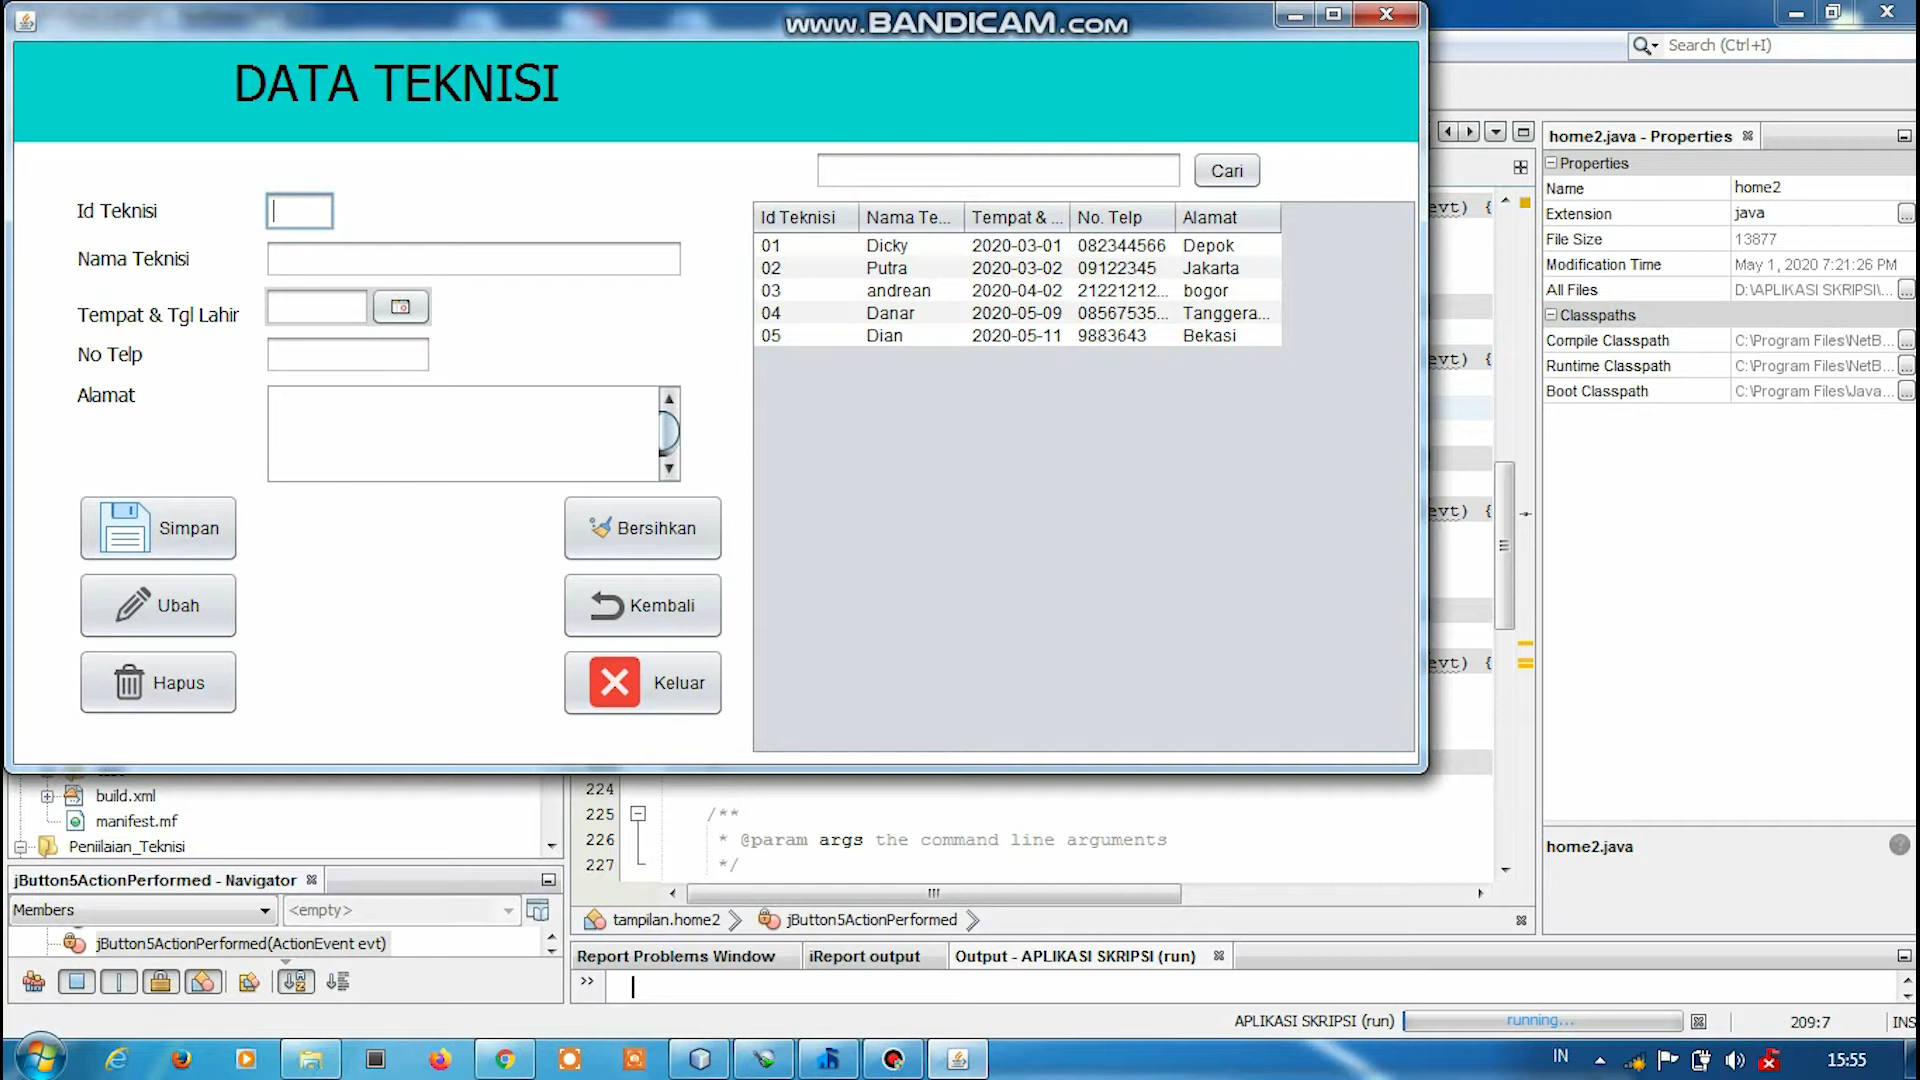 www.BANDICAM.com
DATA TEKNISI
Search (Ctrl+I)
Cari
Id Teknisi
Nama Teknisi
Tempat & Tgl Lahir
No Telp
Alamat
Id Teknisi Nama Te... Tempat & ... No. Telp Alamat
01 Dicky 2020-03-01 082344566 Depok
02 Putra 2020-03-02 09122345 Jakarta
03 andrean 2020-04-02 21221212... bogor
04 Danar 2020-05-09 08567535... Tanggera...
05 Dian 2020-05-11 9883643 Bekasi
Simpan
Bersihkan
Ubah
Kembali
Hapus
Keluar
evt) {
evt) {
evt) {
evt) {
home2.java - Properties
Properties
Name home2
Extension java
File Size 13877
Modification Time May 1, 2020 7:21:26 PM
All Files D:\APLIKASI SKRIPSI\...
Classpaths
Compile Classpath C:\Program Files\NetB...
Runtime Classpath C:\Program Files\NetB...
Boot Classpath C:\Program Files\Java...
home2.java
build.xml
manifest.mf
Peniilaian_Teknisi
224
225 /**
226 * @param args the command line arguments
227 */
jButton5ActionPerformed - Navigator
Members <empty>
jButton5ActionPerformed(ActionEvent evt)
tampilan.home2 jButton5ActionPerformed
Report Problems Window iReport output Output - APLIKASI SKRIPSI (run)
>>
APLIKASI SKRIPSI (run) running... 209:7 INS
IN 15:55